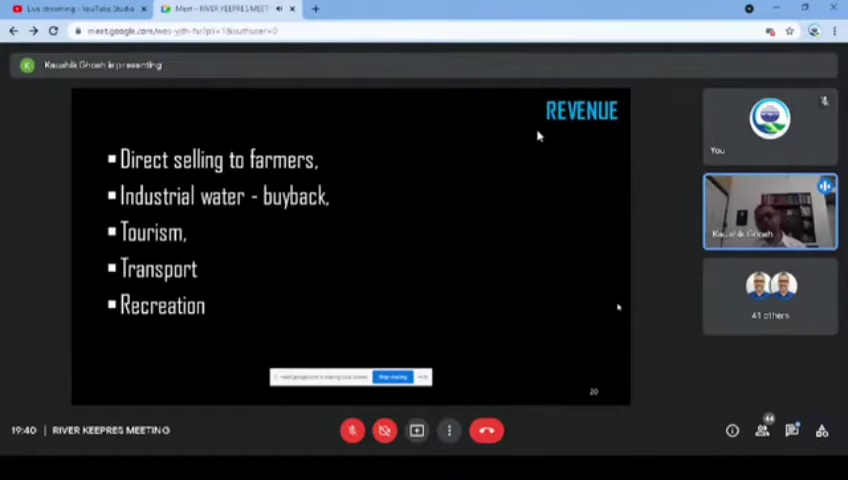 Live streaming - YouTube Studio
Meet - RIVER KEEPRES MEETI
Kaushik Ghosh is presenting
REVENUE
Direct selling to farmers,
Industrial water - buyback,
Tourism,
Transport
Recreation
Stop sharing
20
K
You
Kaushik Ghosh
41 others
19:40
RIVER KEEPRES MEETING
44